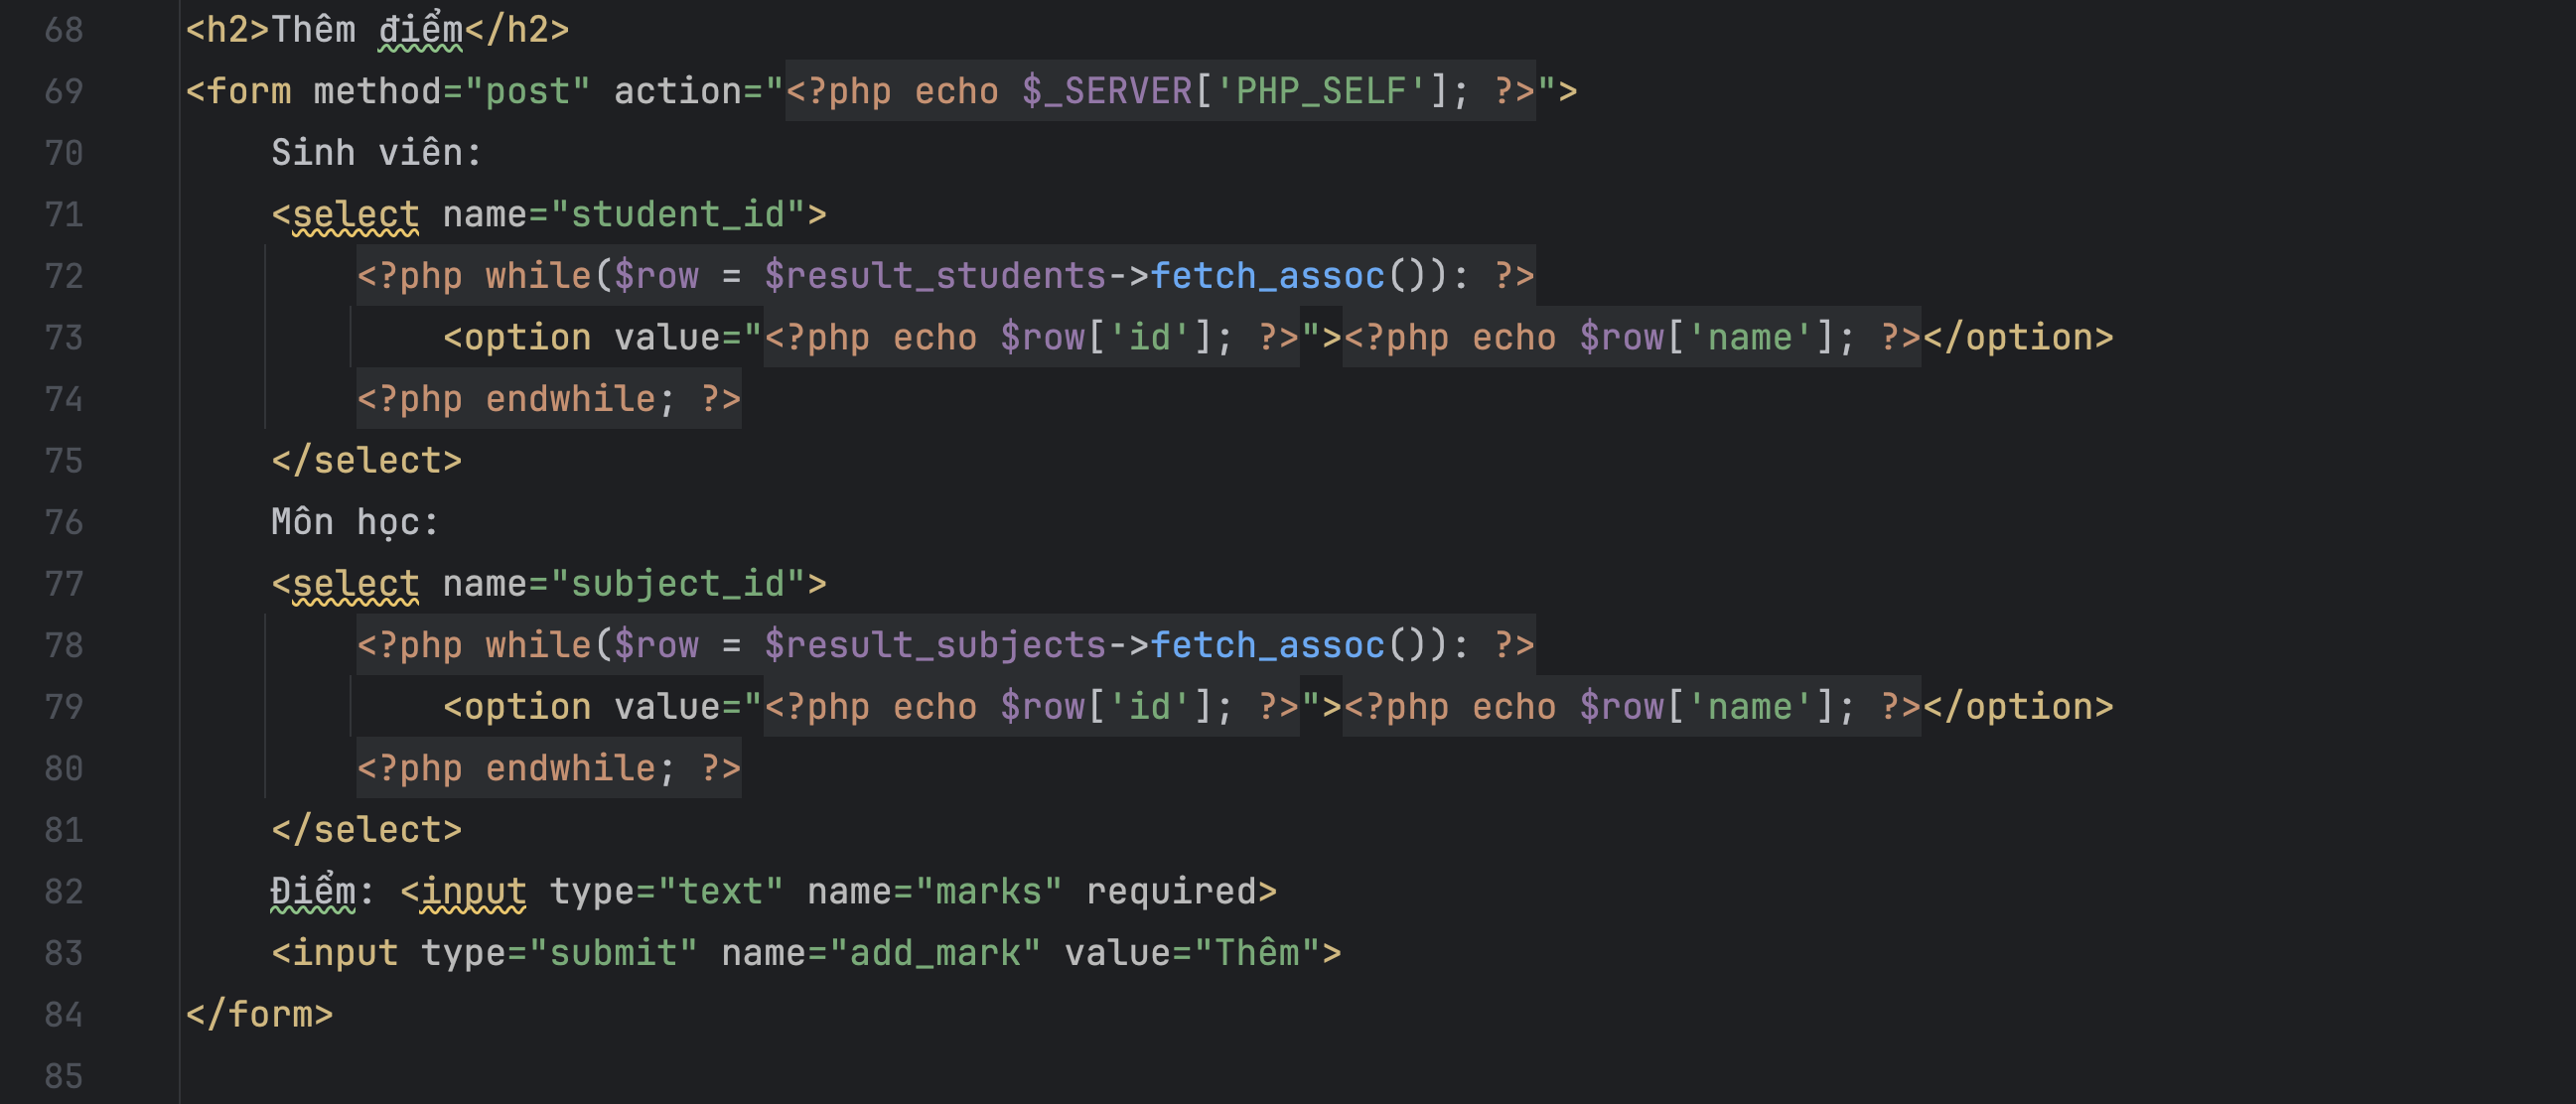 68 <h2>Thêm điểm</h2>
69 <form method="post" action="<?php echo $_SERVER['PHP_SELF']; ?>">
70 Sinh viên:
71 <select name="student_id">
72 <?php while($row = $result_students->fetch_assoc()): ?>
73 <option value="<?php echo $row['id']; ?>"><?php echo $row['name']; ?></option>
74 <?php endwhile; ?>
75 </select>
76 Môn học:
77 <select name="subject_id">
78 <?php while($row = $result_subjects->fetch_assoc()): ?>
79 <option value="<?php echo $row['id']; ?>"><?php echo $row['name']; ?></option>
80 <?php endwhile; ?>
81 </select>
82 Điểm: <input type="text" name="marks" required>
83 <input type="submit" name="add_mark" value="Thêm">
84 </form>
85